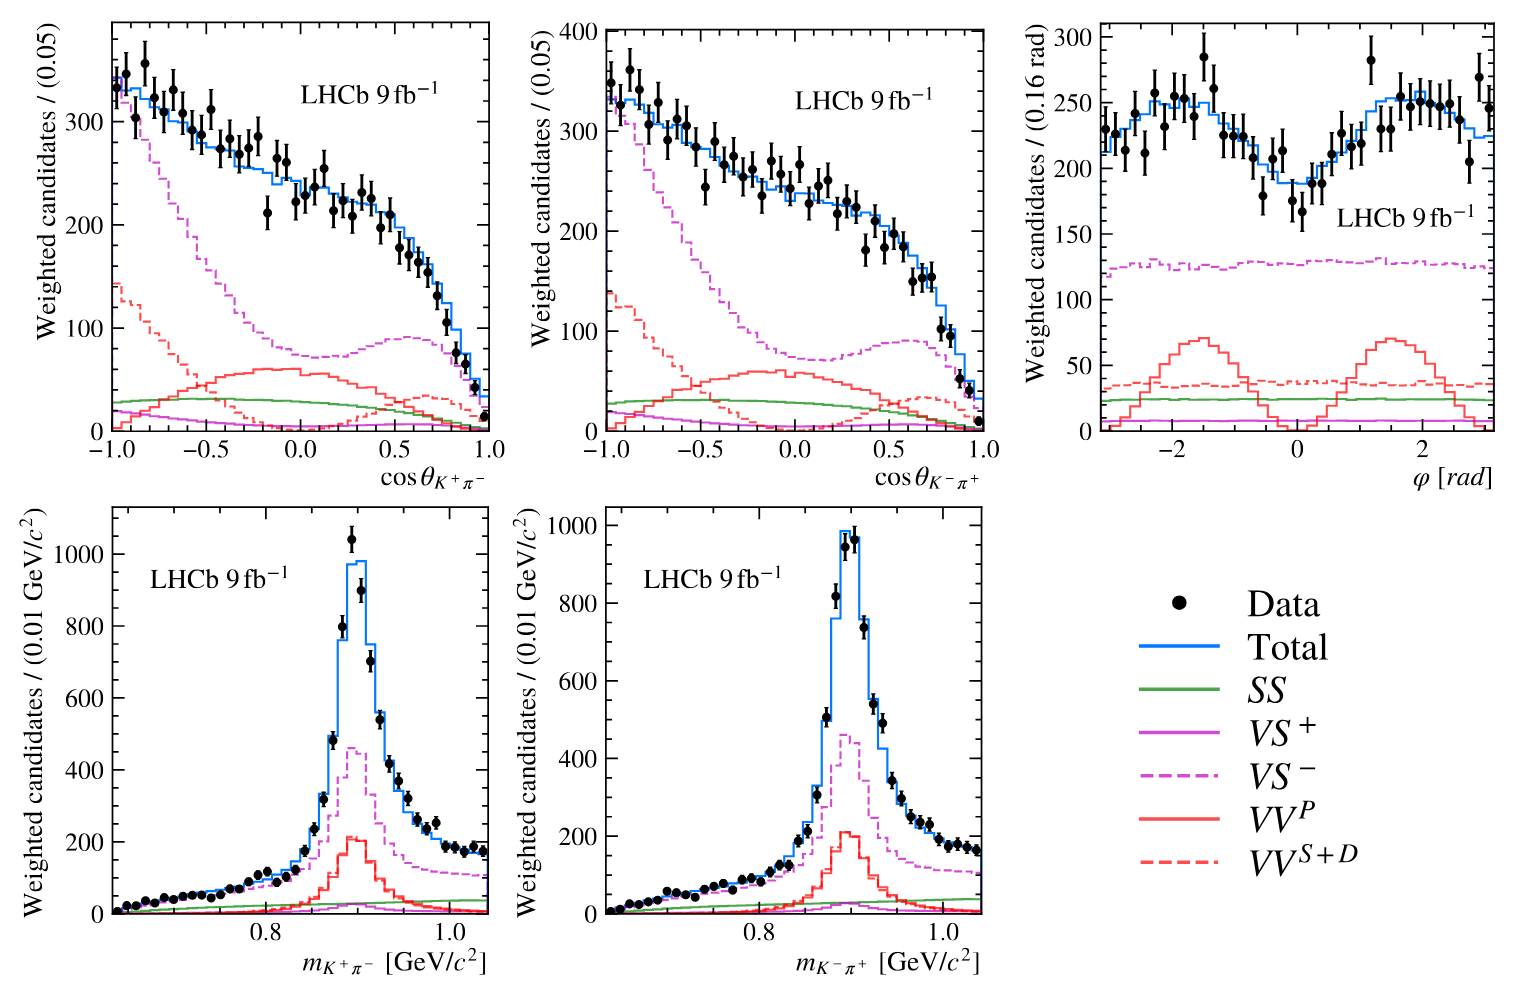 Weighted candidates / (0.05)
LHCb 9 fb⁻¹
300
200
100
0
−1.0 −0.5 0.0 0.5 1.0
cos θ_{K⁺π⁻}
Weighted candidates / (0.05)
LHCb 9 fb⁻¹
400
300
200
100
0
−1.0 −0.5 0.0 0.5 1.0
cos θ_{K⁻π⁺}
Weighted candidates / (0.16 rad)
LHCb 9 fb⁻¹
300
250
200
150
100
50
0
−2 0 2
φ [rad]
Weighted candidates / (0.01 GeV/c²)
LHCb 9 fb⁻¹
1000
800
600
400
200
0
0.8 1.0
m_{K⁺π⁻} [GeV/c²]
Weighted candidates / (0.01 GeV/c²)
LHCb 9 fb⁻¹
1000
800
600
400
200
0
0.8 1.0
m_{K⁻π⁺} [GeV/c²]
Data
Total
SS
VS⁺
VS⁻
VV^P
VV^{S+D}